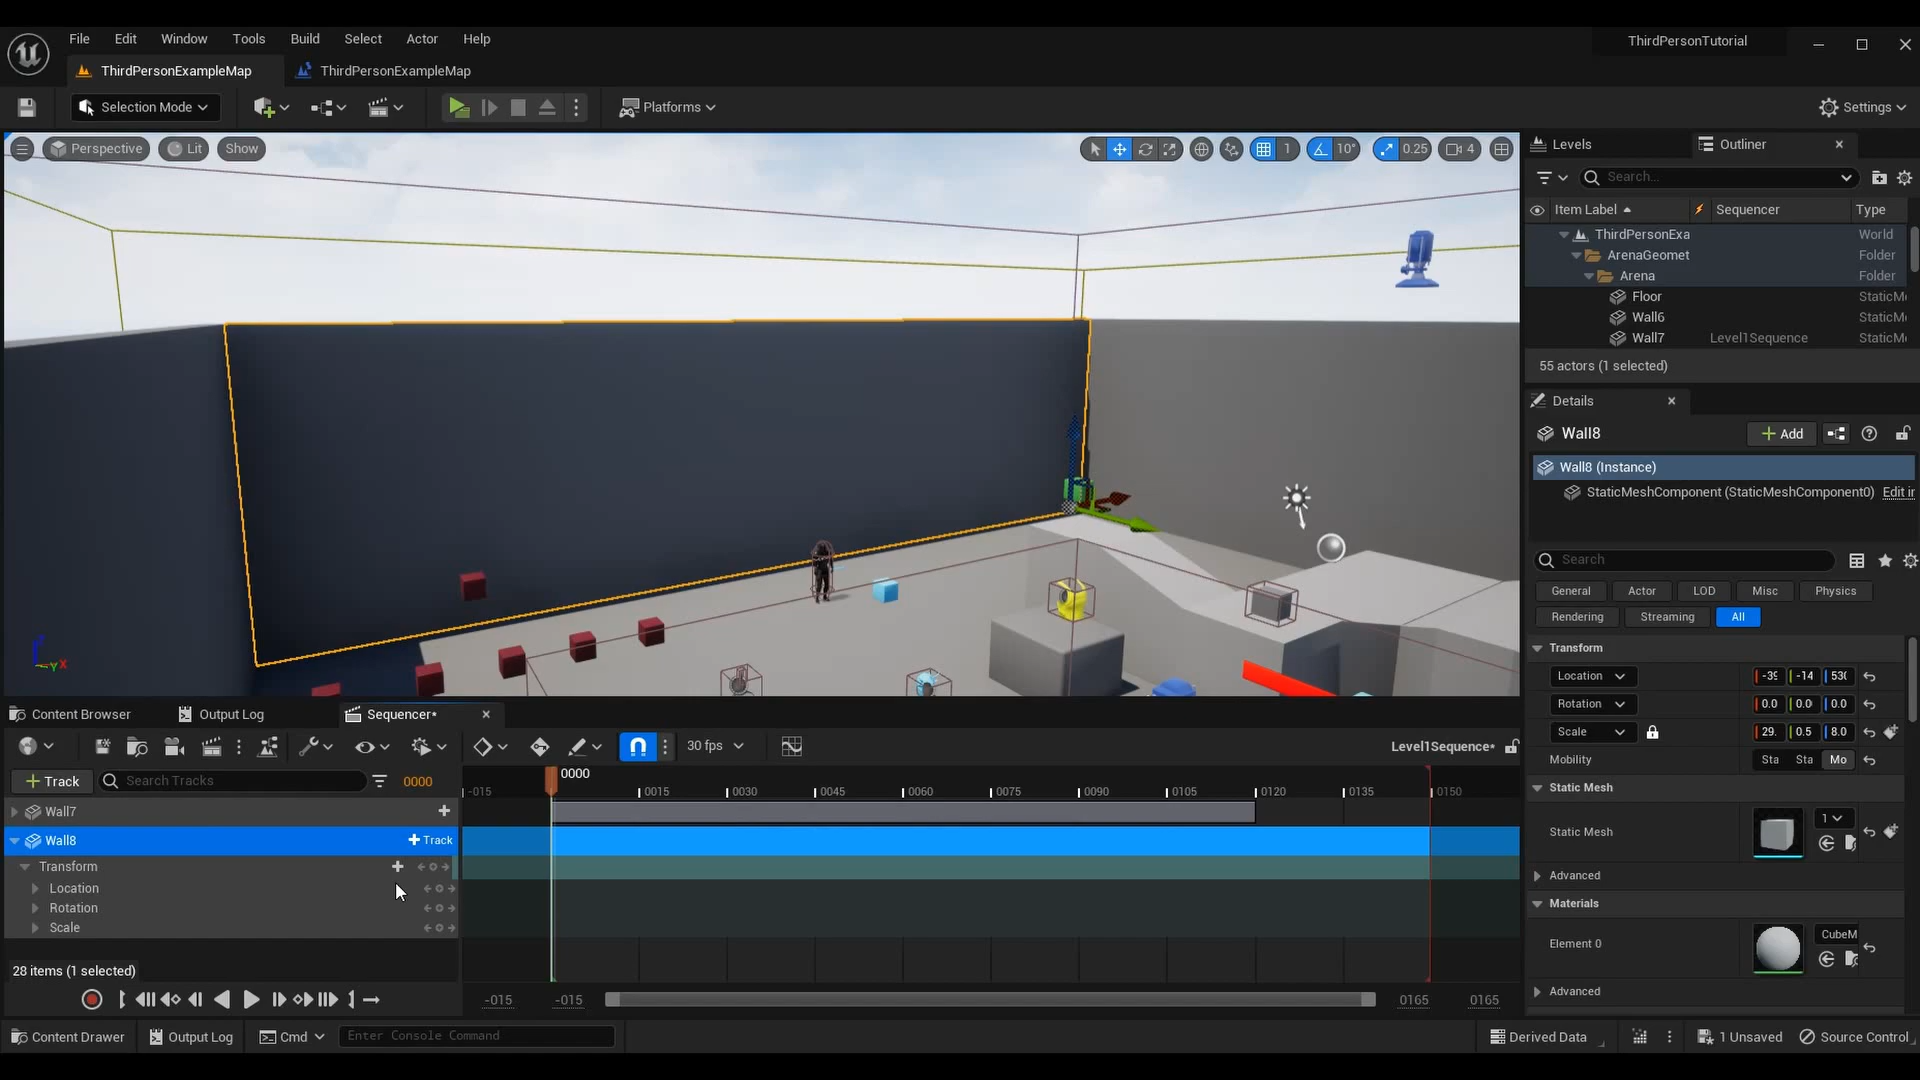 File Edit Window Tools Build Select Actor Help
ThirdPersonTutorial
ThirdPersonExampleMap
ThirdPersonExampleMap
Selection Mode
Platforms
Settings
Perspective
Lit
Show
1
10°
0.25
4
Levels
Outliner
Search...
Item Label
Sequencer
Type
ThirdPersonExa
World
ArenaGeomet
Folder
Arena
Folder
Floor
StaticMe
Wall6
StaticMe
Wall7
Level1Sequence
StaticMe
55 actors (1 selected)
Details
Wall8
+ Add
Wall8 (Instance)
StaticMeshComponent (StaticMeshComponent0)
Edit ir
Search
General
Actor
LOD
Misc
Physics
Rendering
Streaming
All
Transform
Location
-39
-14
530
Rotation
0.0
0.0
0.0
Scale
29.
0.5
8.0
Mobility
Sta
Sta
Mo
Static Mesh
Static Mesh
1
Advanced
Materials
Element 0
CubeM
Advanced
Content Browser
Output Log
Sequencer*
30 fps
Level1Sequence*
+ Track
Search Tracks
0000
-015
0000
0015
0030
0045
0060
0075
0090
0105
0120
0135
0150
Wall7
Wall8
+ Track
Transform
Location
Rotation
Scale
28 items (1 selected)
-015
-015
0165
0165
Content Drawer
Output Log
Cmd
Enter Console Command
Derived Data
1 Unsaved
Source Control